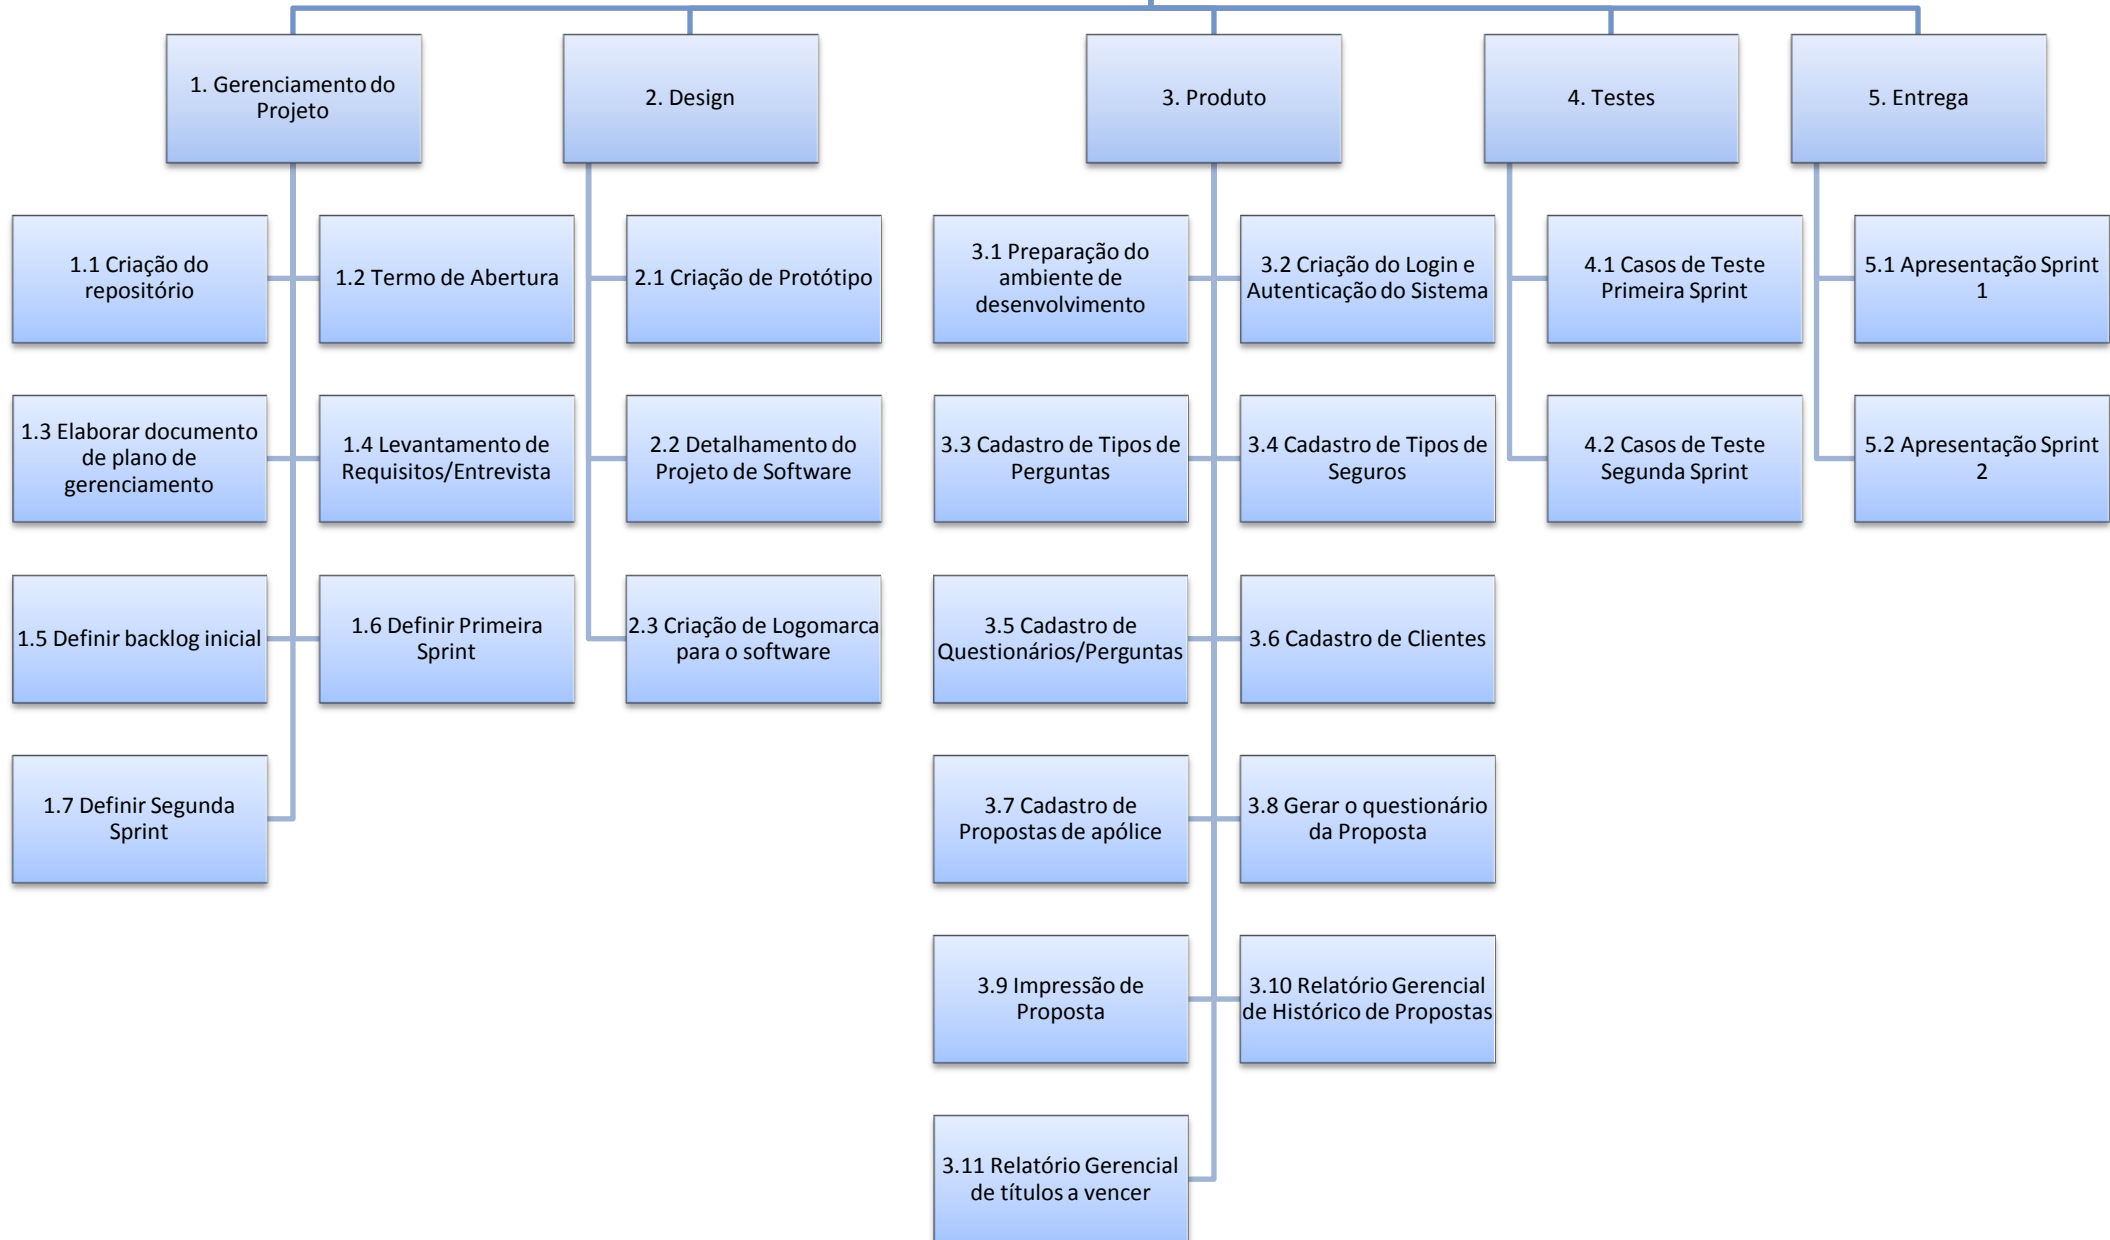 1. Gerenciamento do
Projeto
2. Design
3. Produto
4. Testes
5. Entrega
1.1 Criação do
repositório
1.2 Termo de Abertura
2.1 Criação de Protótipo
3.1 Preparação do
ambiente de
desenvolvimento
3.2 Criação do Login e
Autenticação do Sistema
4.1 Casos de Teste
Primeira Sprint
5.1 Apresentação Sprint
1
1.3 Elaborar documento
de plano de
gerenciamento
1.4 Levantamento de
Requisitos/Entrevista
2.2 Detalhamento do
Projeto de Software
3.3 Cadastro de Tipos de
Perguntas
3.4 Cadastro de Tipos de
Seguros
4.2 Casos de Teste
Segunda Sprint
5.2 Apresentação Sprint
2
1.5 Definir backlog inicial
1.6 Definir Primeira
Sprint
2.3 Criação de Logomarca
para o software
3.5 Cadastro de
Questionários/Perguntas
3.6 Cadastro de Clientes
1.7 Definir Segunda
Sprint
3.7 Cadastro de
Propostas de apólice
3.8 Gerar o questionário
da Proposta
3.9 Impressão de
Proposta
3.10 Relatório Gerencial
de Histórico de Propostas
3.11 Relatório Gerencial
de títulos a vencer